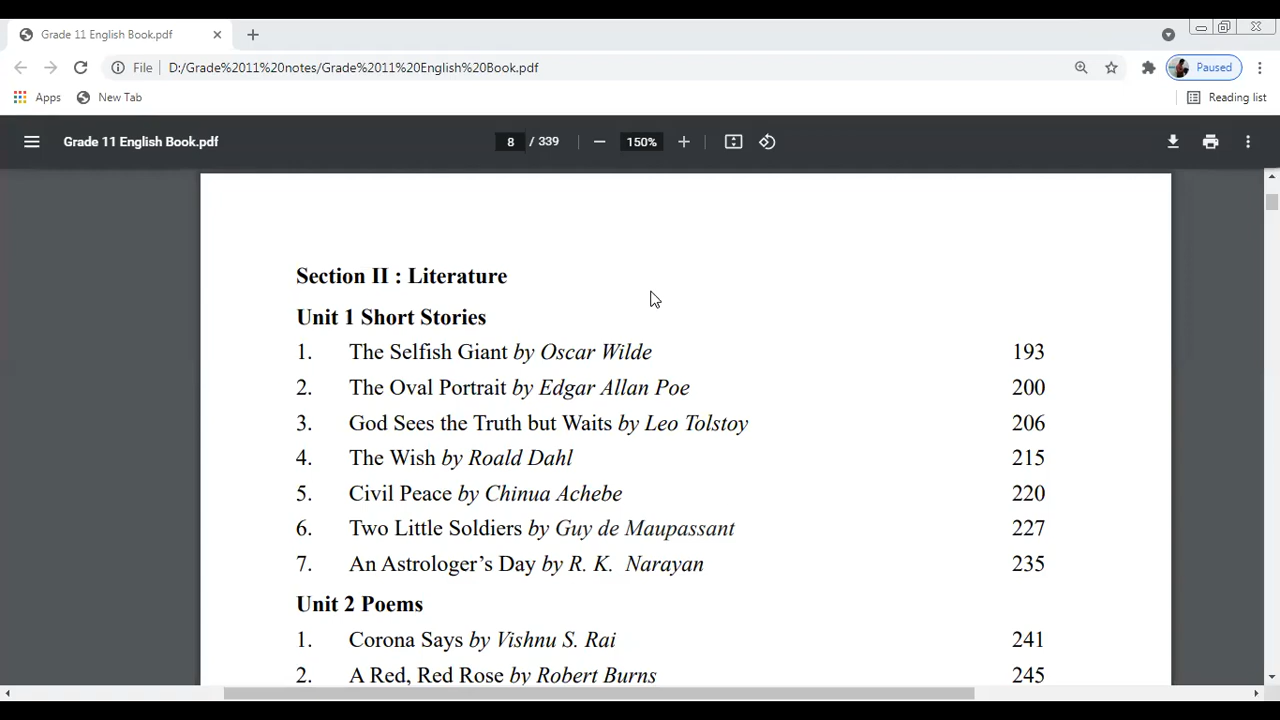 Grade 11 English Book.pdf
File D:/Grade%2011%20notes/Grade%2011%20English%20Book.pdf
Paused
Apps New Tab
Reading list
Grade 11 English Book.pdf 8 / 339 150%
Section II : Literature
Unit 1 Short Stories
1. The Selfish Giant by Oscar Wilde 193
2. The Oval Portrait by Edgar Allan Poe 200
3. God Sees the Truth but Waits by Leo Tolstoy 206
4. The Wish by Roald Dahl 215
5. Civil Peace by Chinua Achebe 220
6. Two Little Soldiers by Guy de Maupassant 227
7. An Astrologer’s Day by R. K. Narayan 235
Unit 2 Poems
1. Corona Says by Vishnu S. Rai 241
2. A Red, Red Rose by Robert Burns 245